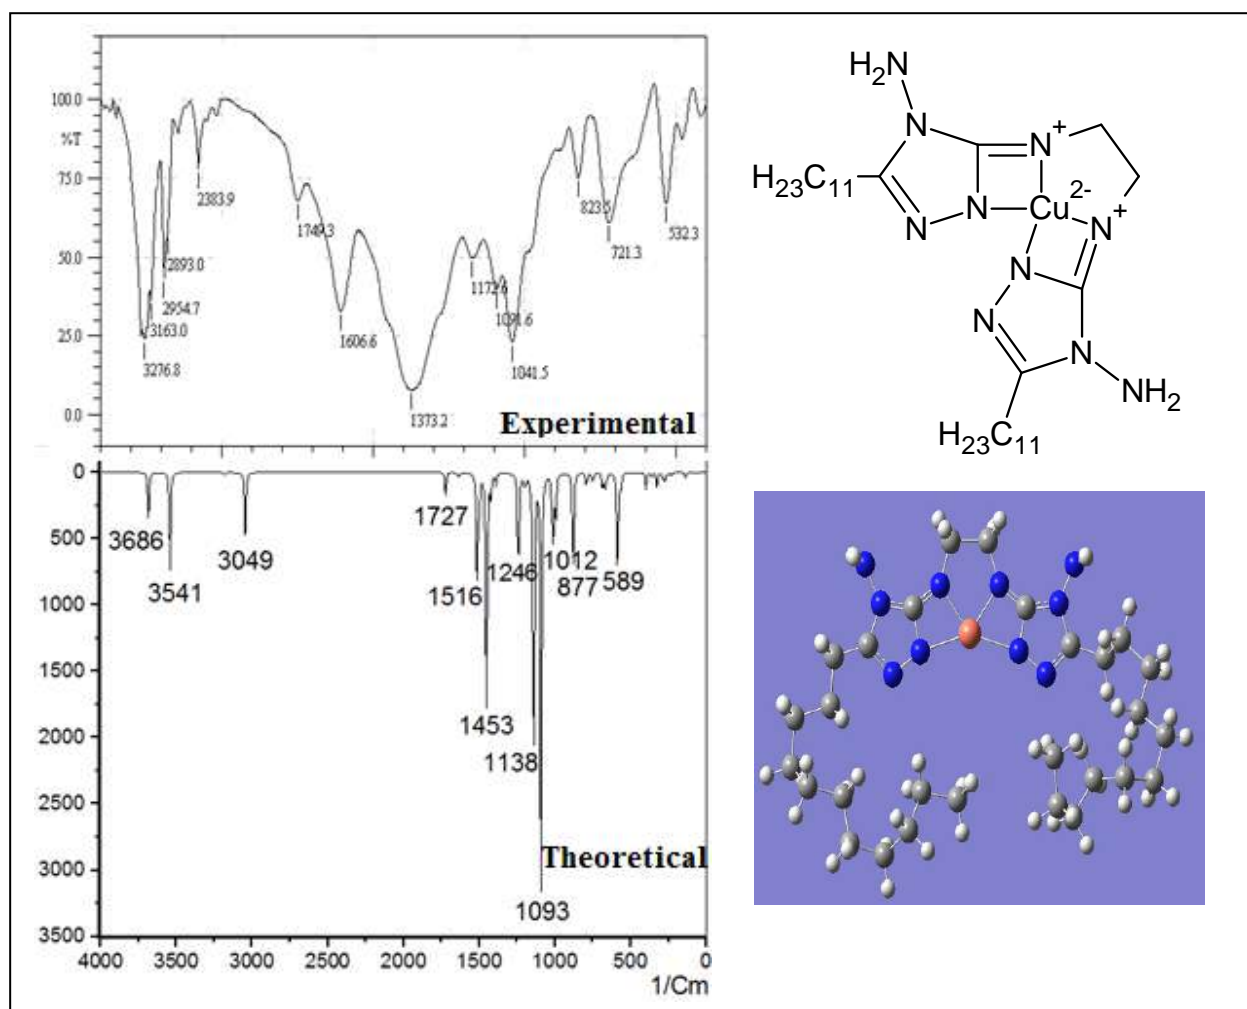 100.0
%T
75.0
50.0
25.0
0.0
2383.9
1749.3
823.5
721.3
532.3
2893.0
2954.7
3163.0
3276.8
1172.6
1091.6
1606.6
1041.5
1373.2
Experimental
0
500
1000
1500
2000
2500
3000
3500
3686
3541
3049
1727
1516
1246
1012
877
589
1453
1138
1093
Theoretical
4000 3500 3000 2500 2000 1500 1000 500 0
1/Cm
H2N
N
N+
H23C11
N
N
Cu2-
N+
N
N
N
NH2
H23C11